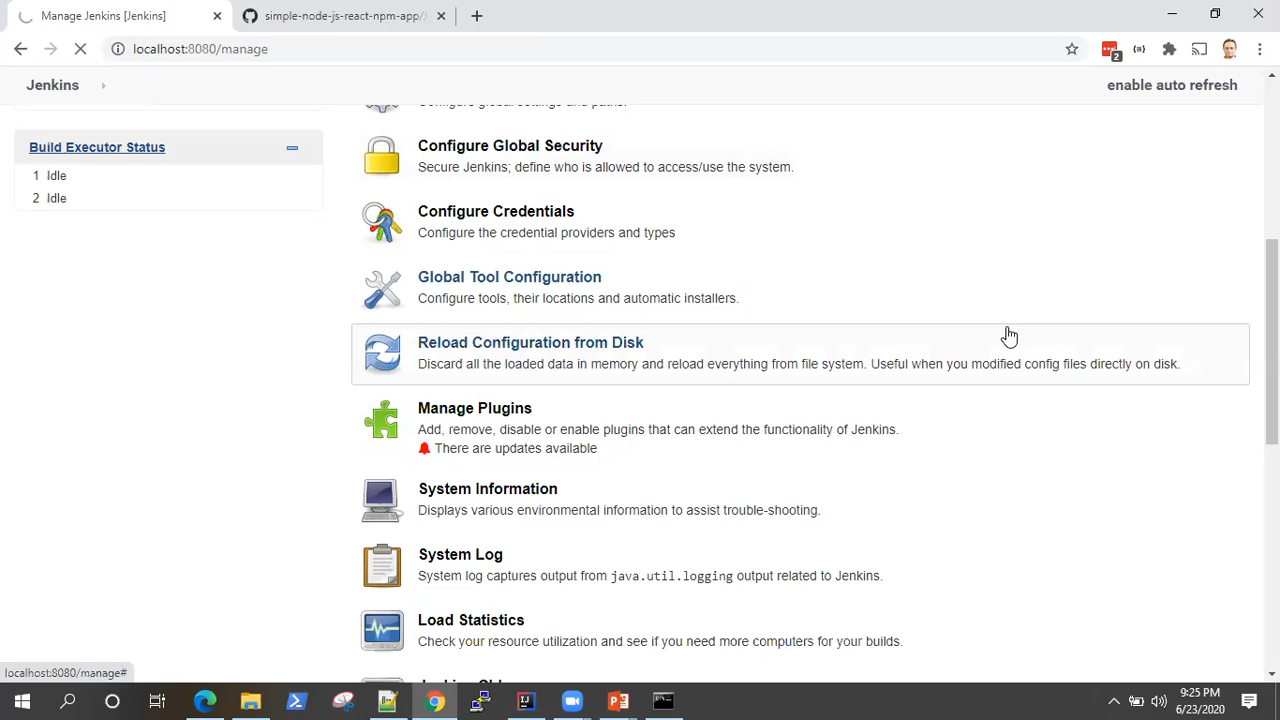 Manage Jenkins [Jenkins]
simple-node-js-react-npm-app/J
localhost:8080/manage
2
Jenkins
enable auto refresh
Configure global settings and paths.
Build Executor Status
1 Idle
2 Idle
Configure Global Security
Secure Jenkins; define who is allowed to access/use the system.
Configure Credentials
Configure the credential providers and types
Global Tool Configuration
Configure tools, their locations and automatic installers.
Reload Configuration from Disk
Discard all the loaded data in memory and reload everything from file system. Useful when you modified config files directly on disk.
Manage Plugins
Add, remove, disable or enable plugins that can extend the functionality of Jenkins.
There are updates available
System Information
Displays various environmental information to assist trouble-shooting.
System Log
System log captures output from java.util.logging output related to Jenkins.
Load Statistics
Check your resource utilization and see if you need more computers for your builds.
localhost:8080/manage#
9:25 PM
6/23/2020